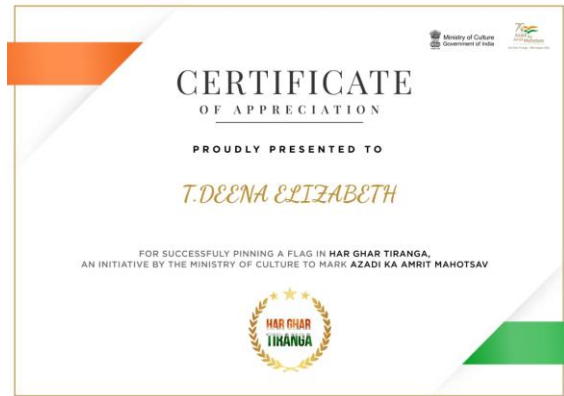 Ministry of Culture
Government of India
CERTIFICATE
OF APPRECIATION
PROUDLY PRESENTED TO
T.DEENA ELIZABETH
FOR SUCCESSFULY PINNING A FLAG IN HAR GHAR TIRANGA,
AN INITIATIVE BY THE MINISTRY OF CULTURE TO MARK AZADI KA AMRIT MAHOTSAV
HAR GHAR
TIRANGA